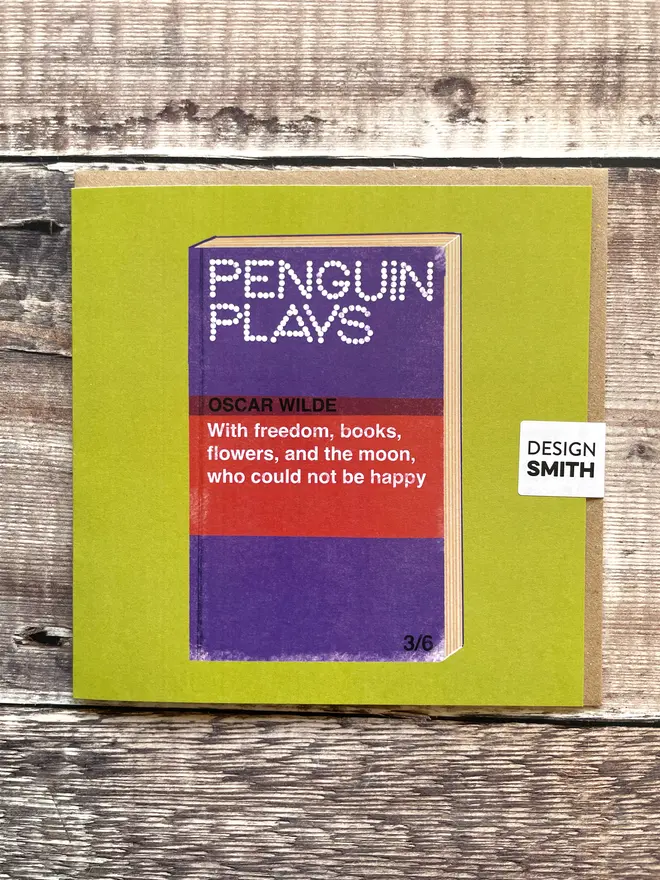 PENGUIN
PLAYS
OSCAR WILDE
With freedom, books,
flowers, and the moon,
who could not be happy
3/6
DESIGN
SMITH